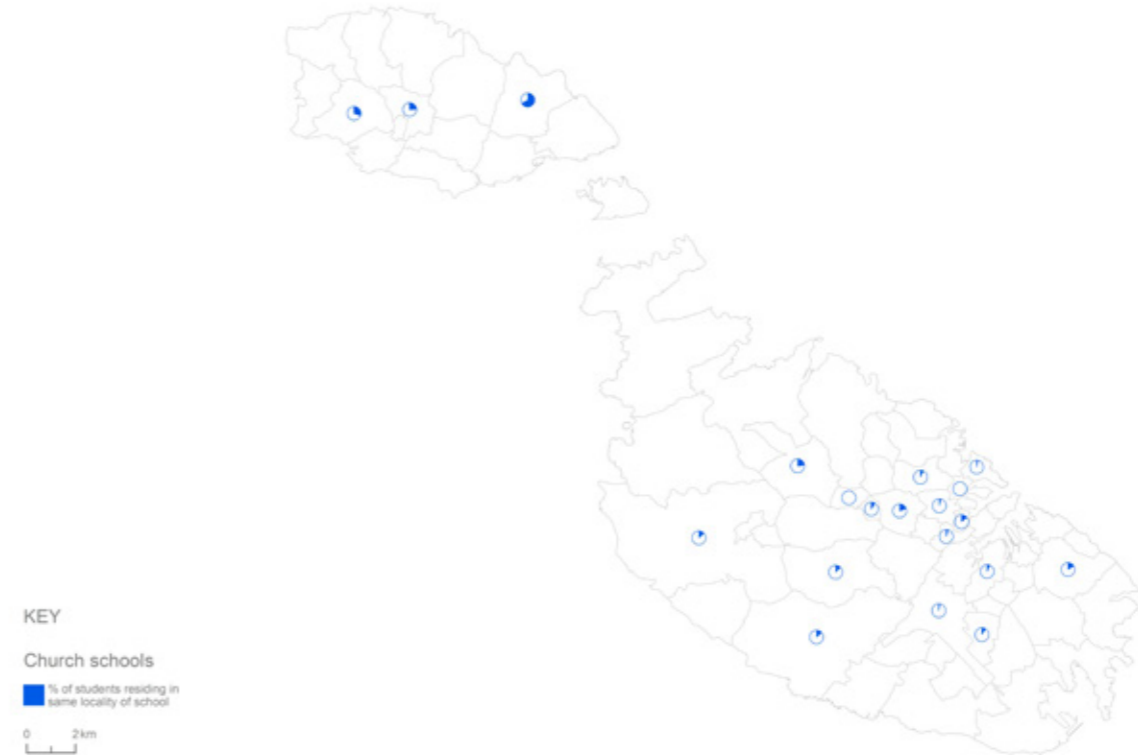 KEY
Church schools
% of students residing in
same locality of school
0 2km